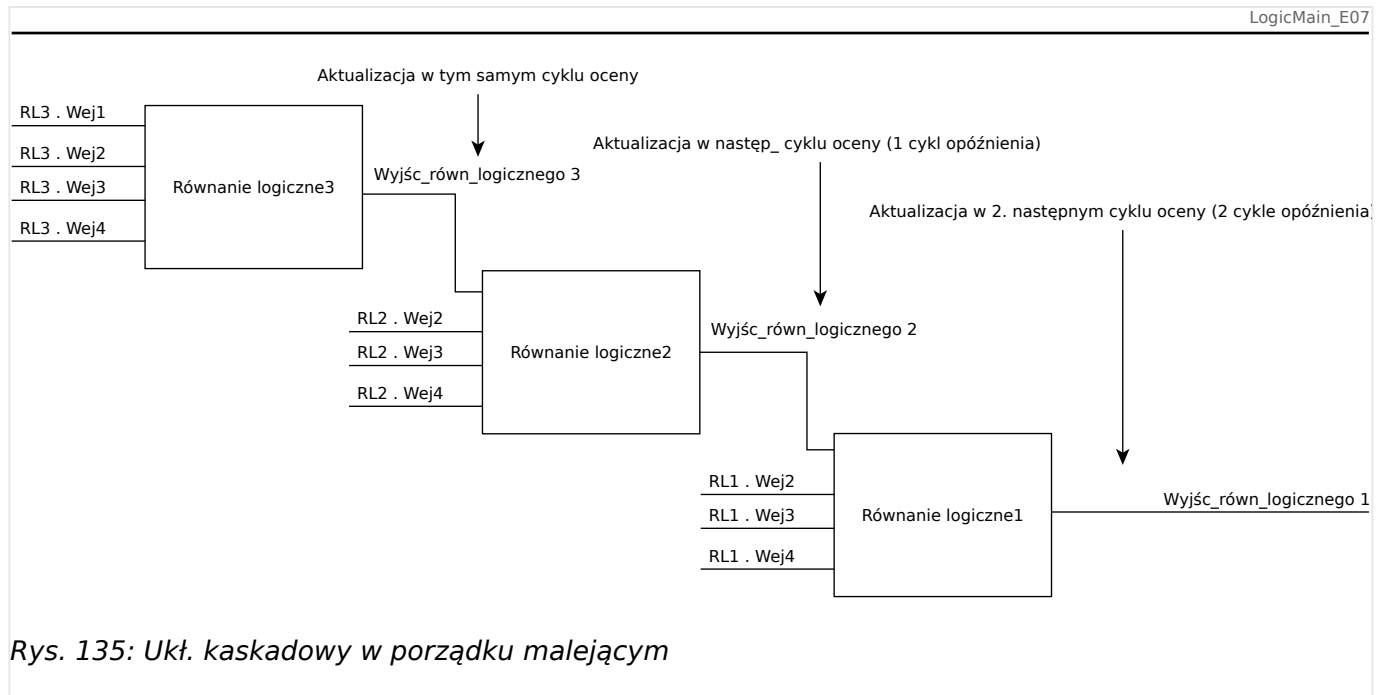 LogicMain_E07
Aktualizacja w tym samym cyklu oceny
RL3 . Wej1
Aktualizacja w następ_ cyklu oceny (1 cykl opóźnienia)
RL3 . Wej2
Wyjśc_równ_logicznego 3
RL3 . Wej3
Równanie logiczne3
Aktualizacja w 2. następnym cyklu oceny (2 cykle opóźnienia)
RL3 . Wej4
RL2 . Wej2
Wyjśc_równ_logicznego 2
RL2 . Wej3
Równanie logiczne2
RL2 . Wej4
RL1 . Wej2
Wyjśc_równ_logicznego 1
RL1 . Wej3
Równanie logiczne1
RL1 . Wej4
Rys. 135: Ukł. kaskadowy w porządku malejącym